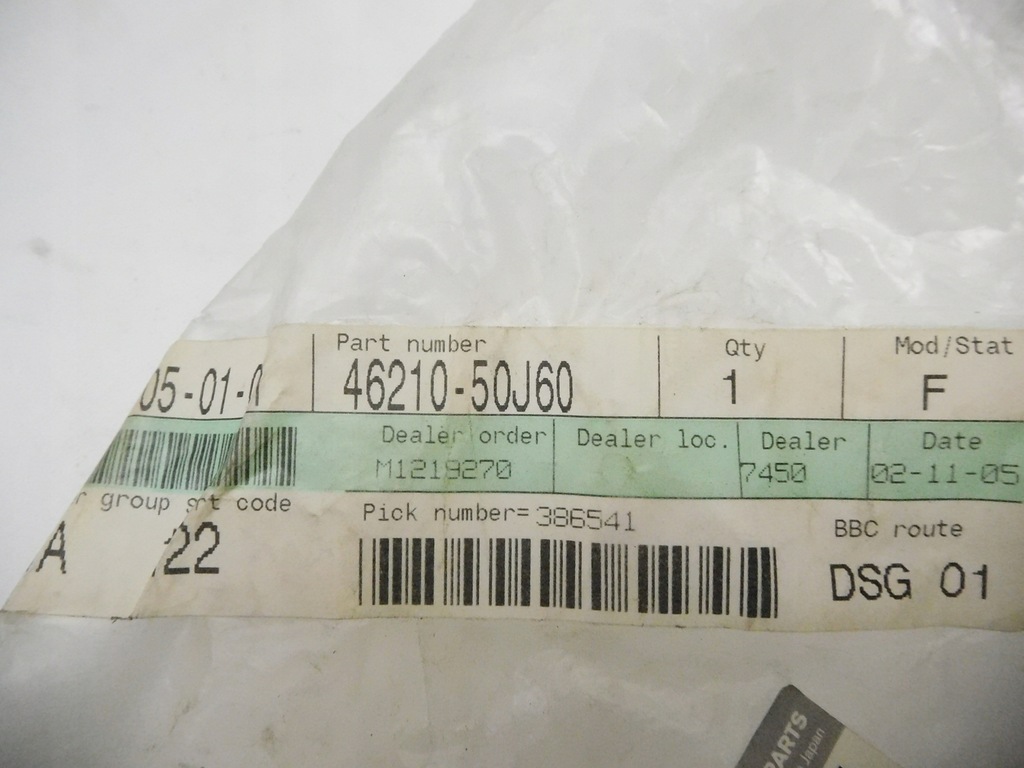 Part number Qty Mod/Stat
05-01-0 46210-50J60 1 F
Dealer order Dealer loc. Dealer Date
M1219270 7450 02-11-05
group code Pick number= 386541 BBC route
A 22 DSG 01
PARTS
Japan